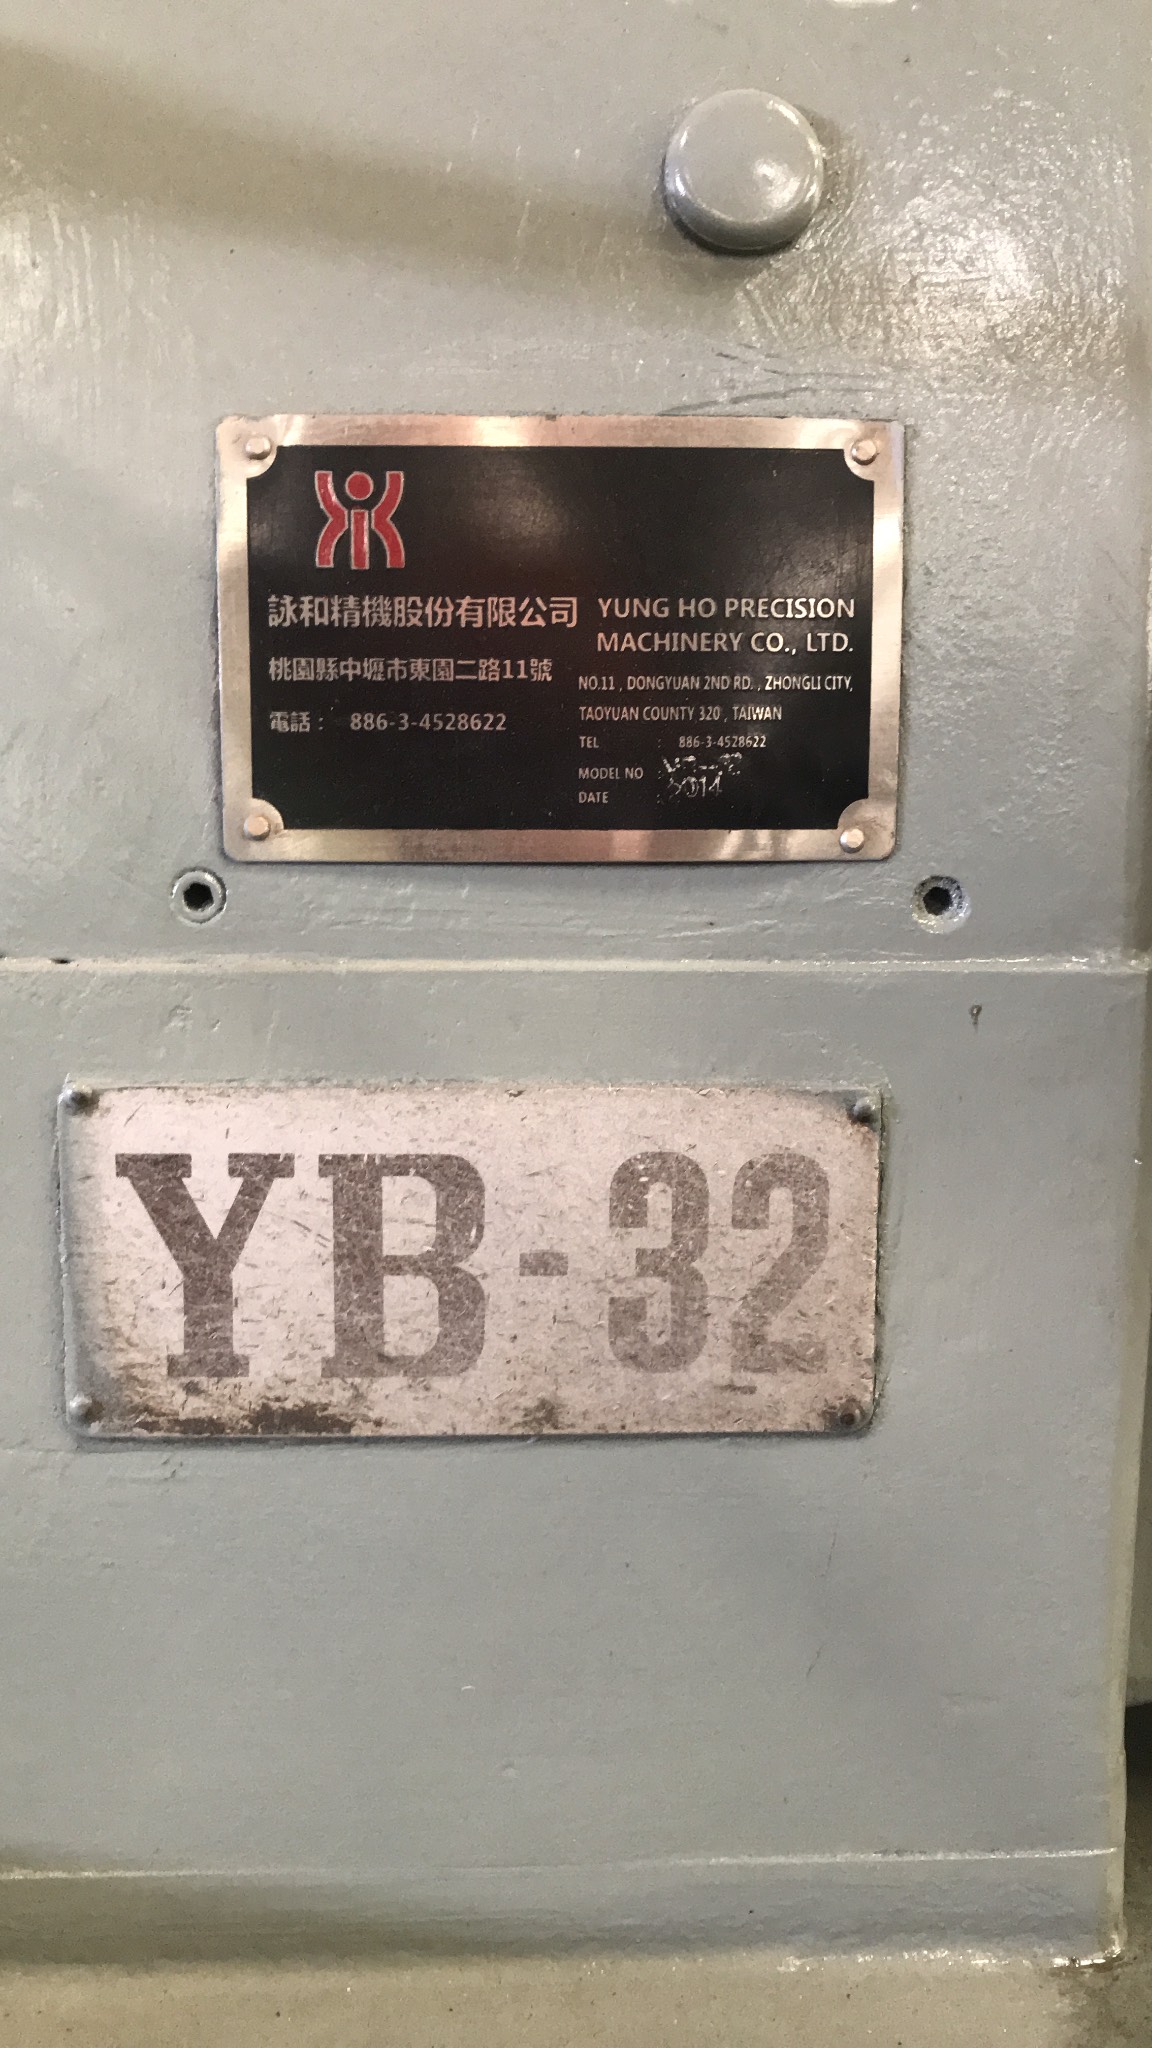 詠和精機股份有限公司
桃園縣中壢市東園二路11號
電話： 886-3-4528622
YUNG HO PRECISION
MACHINERY CO., LTD.
NO.11 , DONGYUAN 2ND RD. , ZHONGLI CITY,
TAOYUAN COUNTY 320 , TAIWAN
TEL : 886-3-4528622
MODEL NO :
DATE : 2014
YB-32